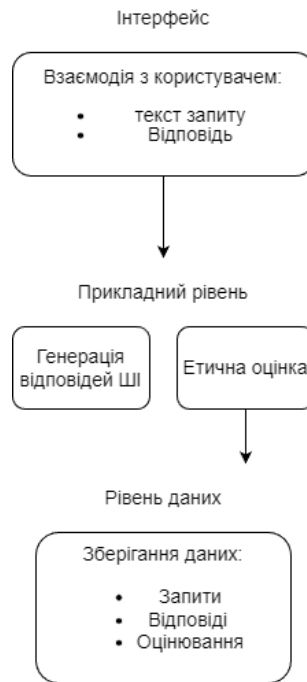 Інтерфейс
Взаємодія з користувачем:
• текст запиту
• Відповідь
Прикладний рівень
Генерація
відповідей ШІ
Етична оцінка
Рівень даних
Зберігання даних:
• Запити
• Відповіді
• Оцінювання